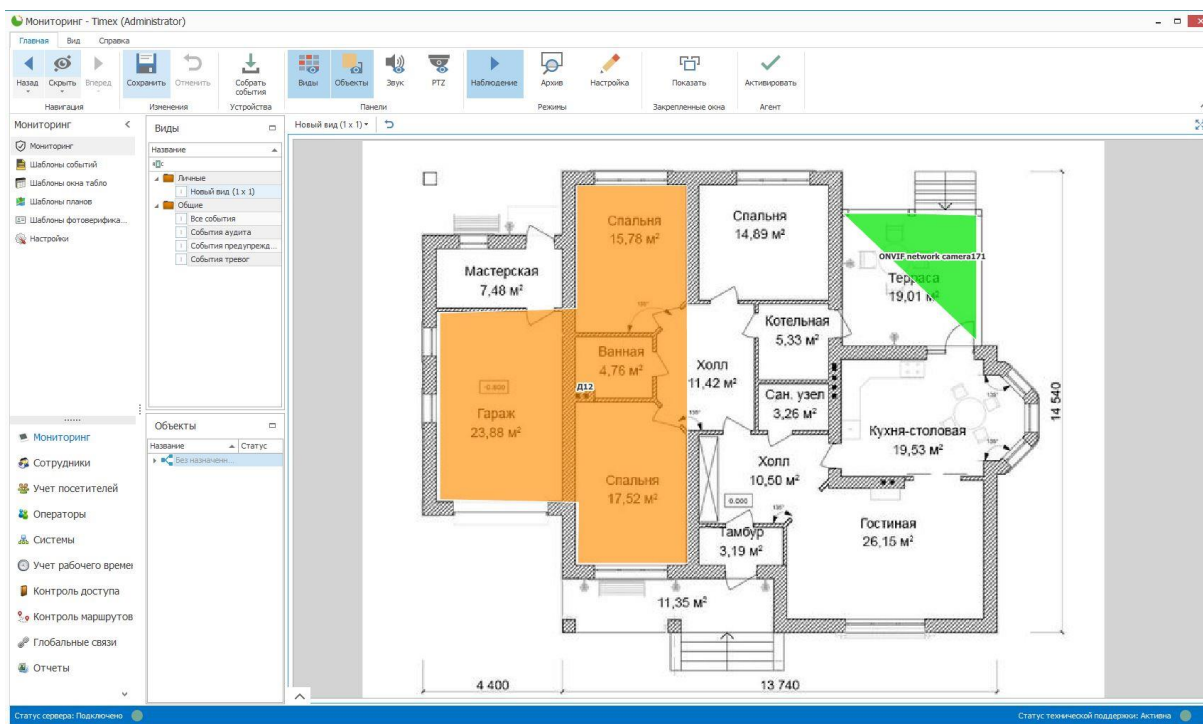 Мониторинг - Timex (Administrator)
Главная Вид Справка
Назад Скрыть Вперед Сохранить Отменить Собрать события Виды Объекты Звук PTZ Наблюдение Архив Настройка Показать Активировать
Навигация Изменения Устройства Панели Режимы Закрепленные окна Агент
Мониторинг
Мониторинг
Шаблоны событий
Шаблоны окна табло
Шаблоны планов
Шаблоны фотоверифика...
Настройки
Мониторинг
Сотрудники
Учет посетителей
Операторы
Системы
Учет рабочего времен
Контроль доступа
Контроль маршрутов
Глобальные связи
Отчеты
Виды
Название
Личные
Новый вид (1 x 1)
Общие
Все события
События аудита
События предупрежд...
События тревог
Объекты
Название Статус
Без назначенн...
Новый вид (1 x 1)
Спальня
15,78 м²
Спальня
14,89 м²
ONVIF network camera171
Терраса
19,01 м²
Мастерская
7,48 м²
Котельная
5,33 м²
Ванная
4,76 м²
Холл
11,42 м²
Д12
Сан. узел
3,26 м²
-0.600
Гараж
23,88 м²
Кухня-столовая
19,53 м²
14 540
Холл
10,50 м²
0.000
Спальня
17,52 м²
Гостиная
26,15 м²
Тамбур
3,19 м²
11,35 м²
4 400
13 740
Статус сервера: Подключено
Статус технической поддержки: Активна